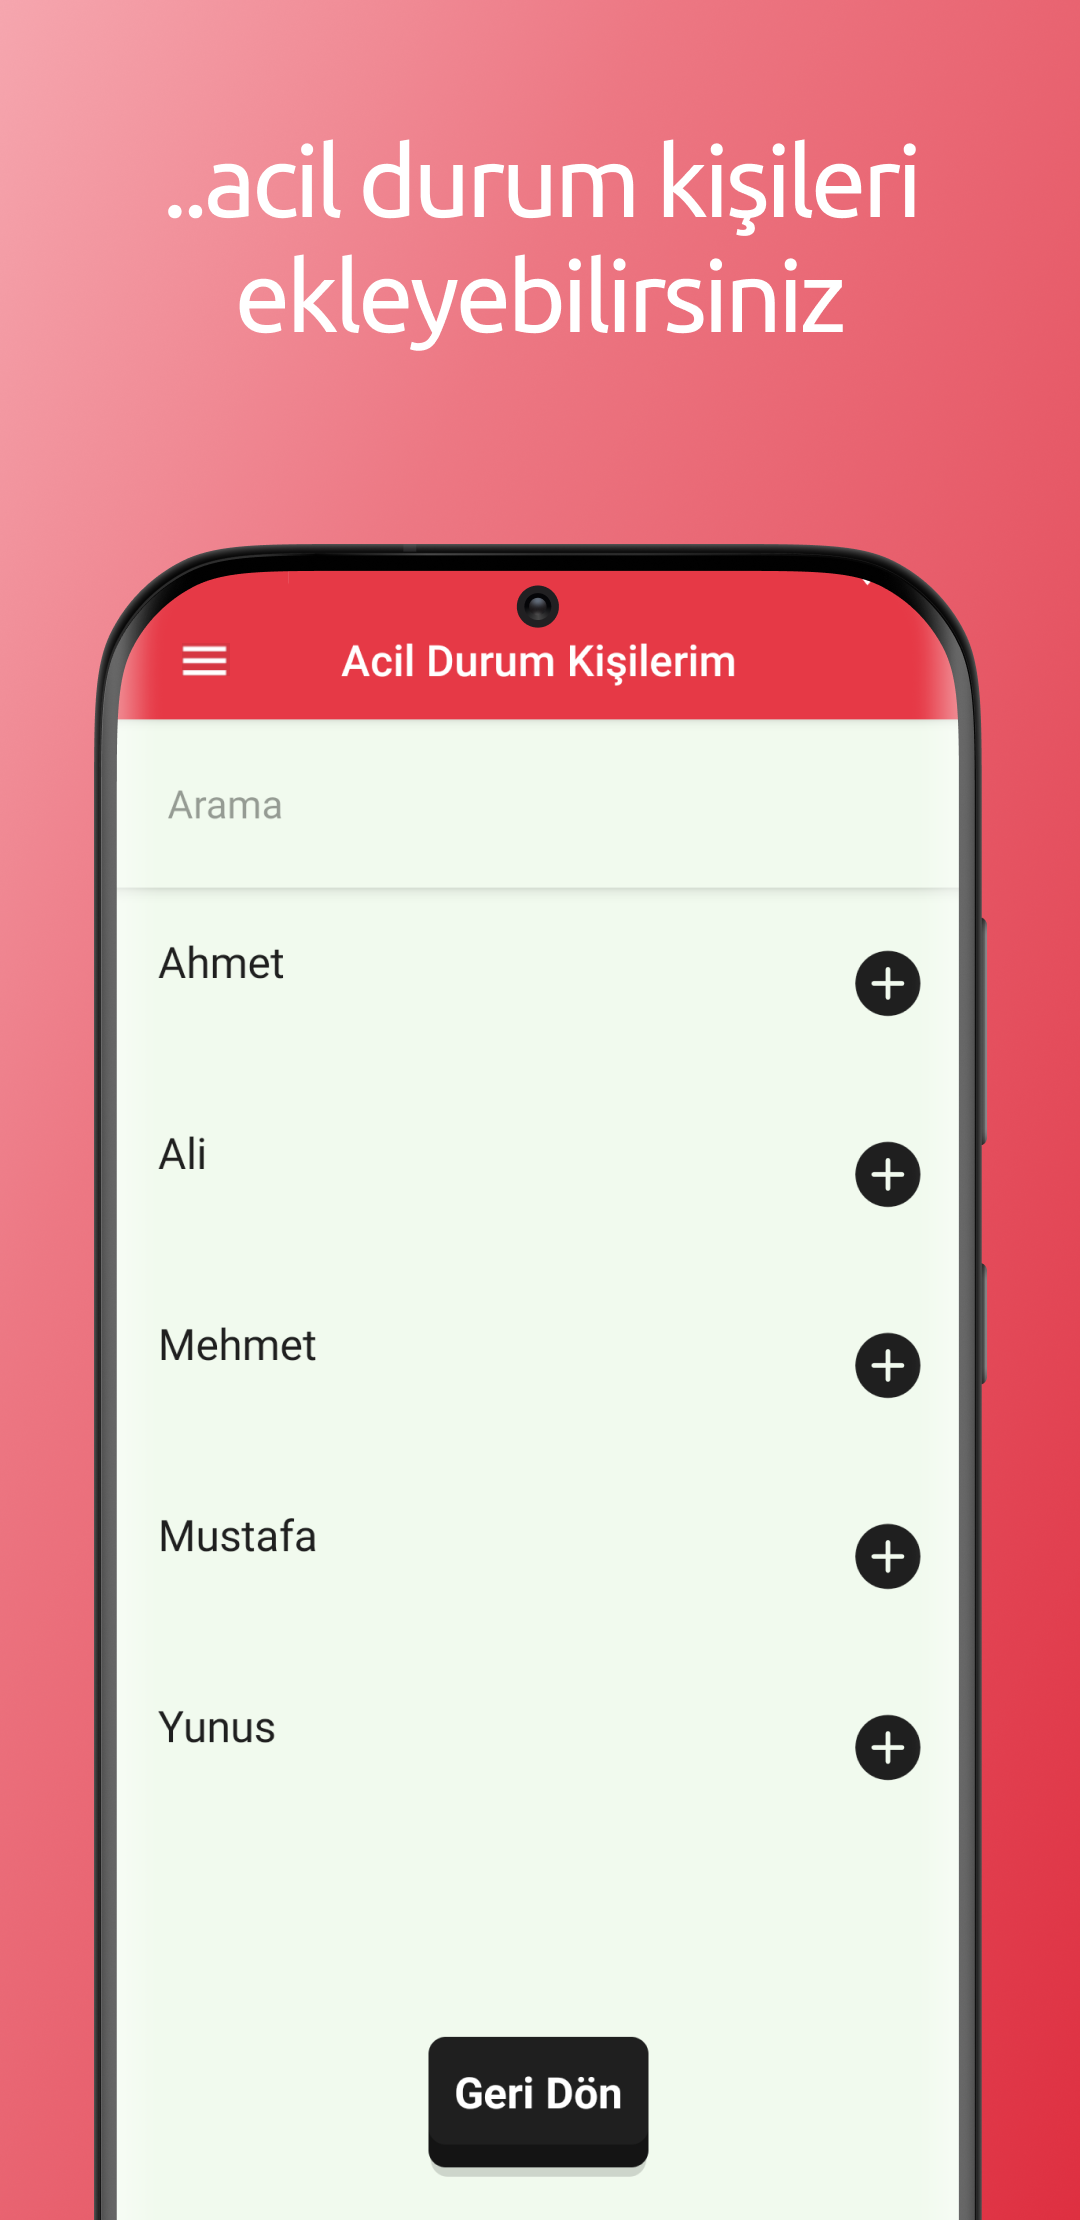 ..acil durum kişileri
ekleyebilirsiniz
Acil Durum Kişilerim
Arama
Ahmet
Ali
Mehmet
Mustafa
Yunus
Geri Dön